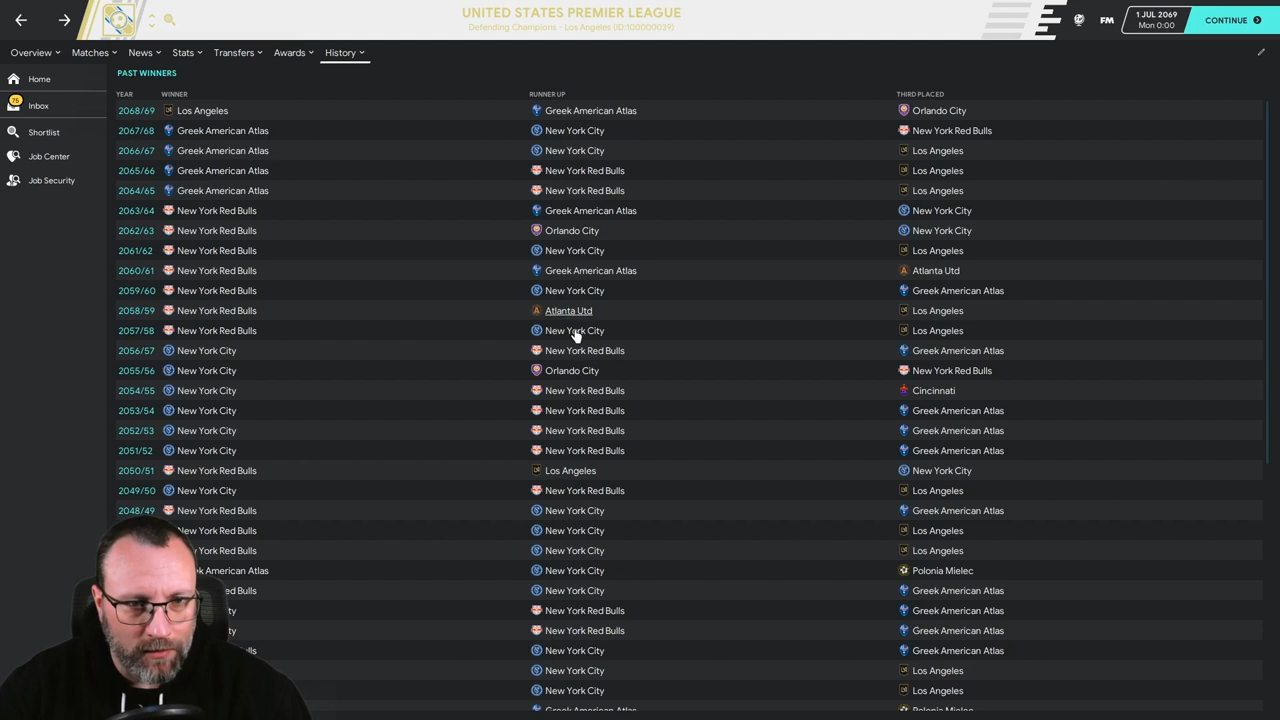 UNITED STATES PREMIER LEAGUE
Defending Champions - Los Angeles (ID:100000039)
FM
1 JUL 2069
Mon 0:00
CONTINUE
Overview Matches News Stats Transfers Awards History
Home
75
Inbox
Shortlist
Job Center
Job Security
PAST WINNERS
YEAR WINNER RUNNER UP THIRD PLACED
2068/69 Los Angeles Greek American Atlas Orlando City
2067/68 Greek American Atlas New York City New York Red Bulls
2066/67 Greek American Atlas New York City Los Angeles
2065/66 Greek American Atlas New York Red Bulls Los Angeles
2064/65 Greek American Atlas New York Red Bulls Los Angeles
2063/64 New York Red Bulls Greek American Atlas New York City
2062/63 New York Red Bulls Orlando City New York City
2061/62 New York Red Bulls New York City Los Angeles
2060/61 New York Red Bulls Greek American Atlas Atlanta Utd
2059/60 New York Red Bulls New York City Greek American Atlas
2058/59 New York Red Bulls Atlanta Utd Los Angeles
2057/58 New York Red Bulls New York City Los Angeles
2056/57 New York City New York Red Bulls Greek American Atlas
2055/56 New York City Orlando City New York Red Bulls
2054/55 New York City New York Red Bulls Cincinnati
2053/54 New York City New York Red Bulls Greek American Atlas
2052/53 New York City New York Red Bulls Greek American Atlas
2051/52 New York City New York Red Bulls Greek American Atlas
2050/51 New York Red Bulls Los Angeles New York City
2049/50 New York City New York Red Bulls Los Angeles
2048/49 New York Red Bulls New York City Greek American Atlas
Red Bulls New York City Los Angeles
Red Bulls New York City Los Angeles
American Atlas New York City Polonia Mielec
Bulls New York City Greek American Atlas
New York Red Bulls Greek American Atlas
New York Red Bulls Greek American Atlas
New York City Greek American Atlas
New York City Los Angeles
New York City Los Angeles
Greek American Atlas Polonia Mielec